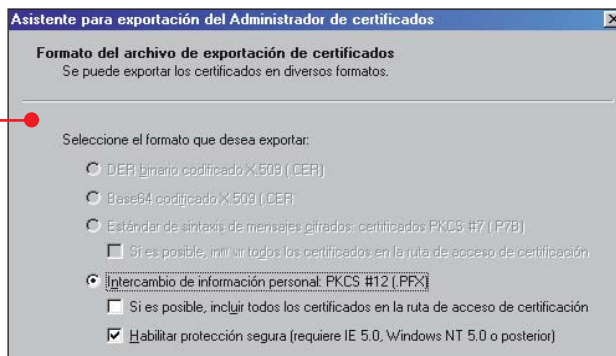 Asistente para exportación del Administrador de certificados
Formato del archivo de exportación de certificados
Se puede exportar los certificados en diversos formatos.
Seleccione el formato que desea exportar:
DER binario codificado X.509 (.CER)
Base64 codificado X.509 (.CER
Estándar de sintaxis de mensajes cifrados: certificados PKCS #7 (.P7B)
Si es posible, todos los certificados en la ruta de acceso de certificación
Intercambio de información personal: PKCS #12 (.PFX)
Si es posible, incluir todos los certificados en la ruta de acceso de certificación
Habilitar protección segura (requiere IE 5.0, Windows NT 5.0 o posterior)